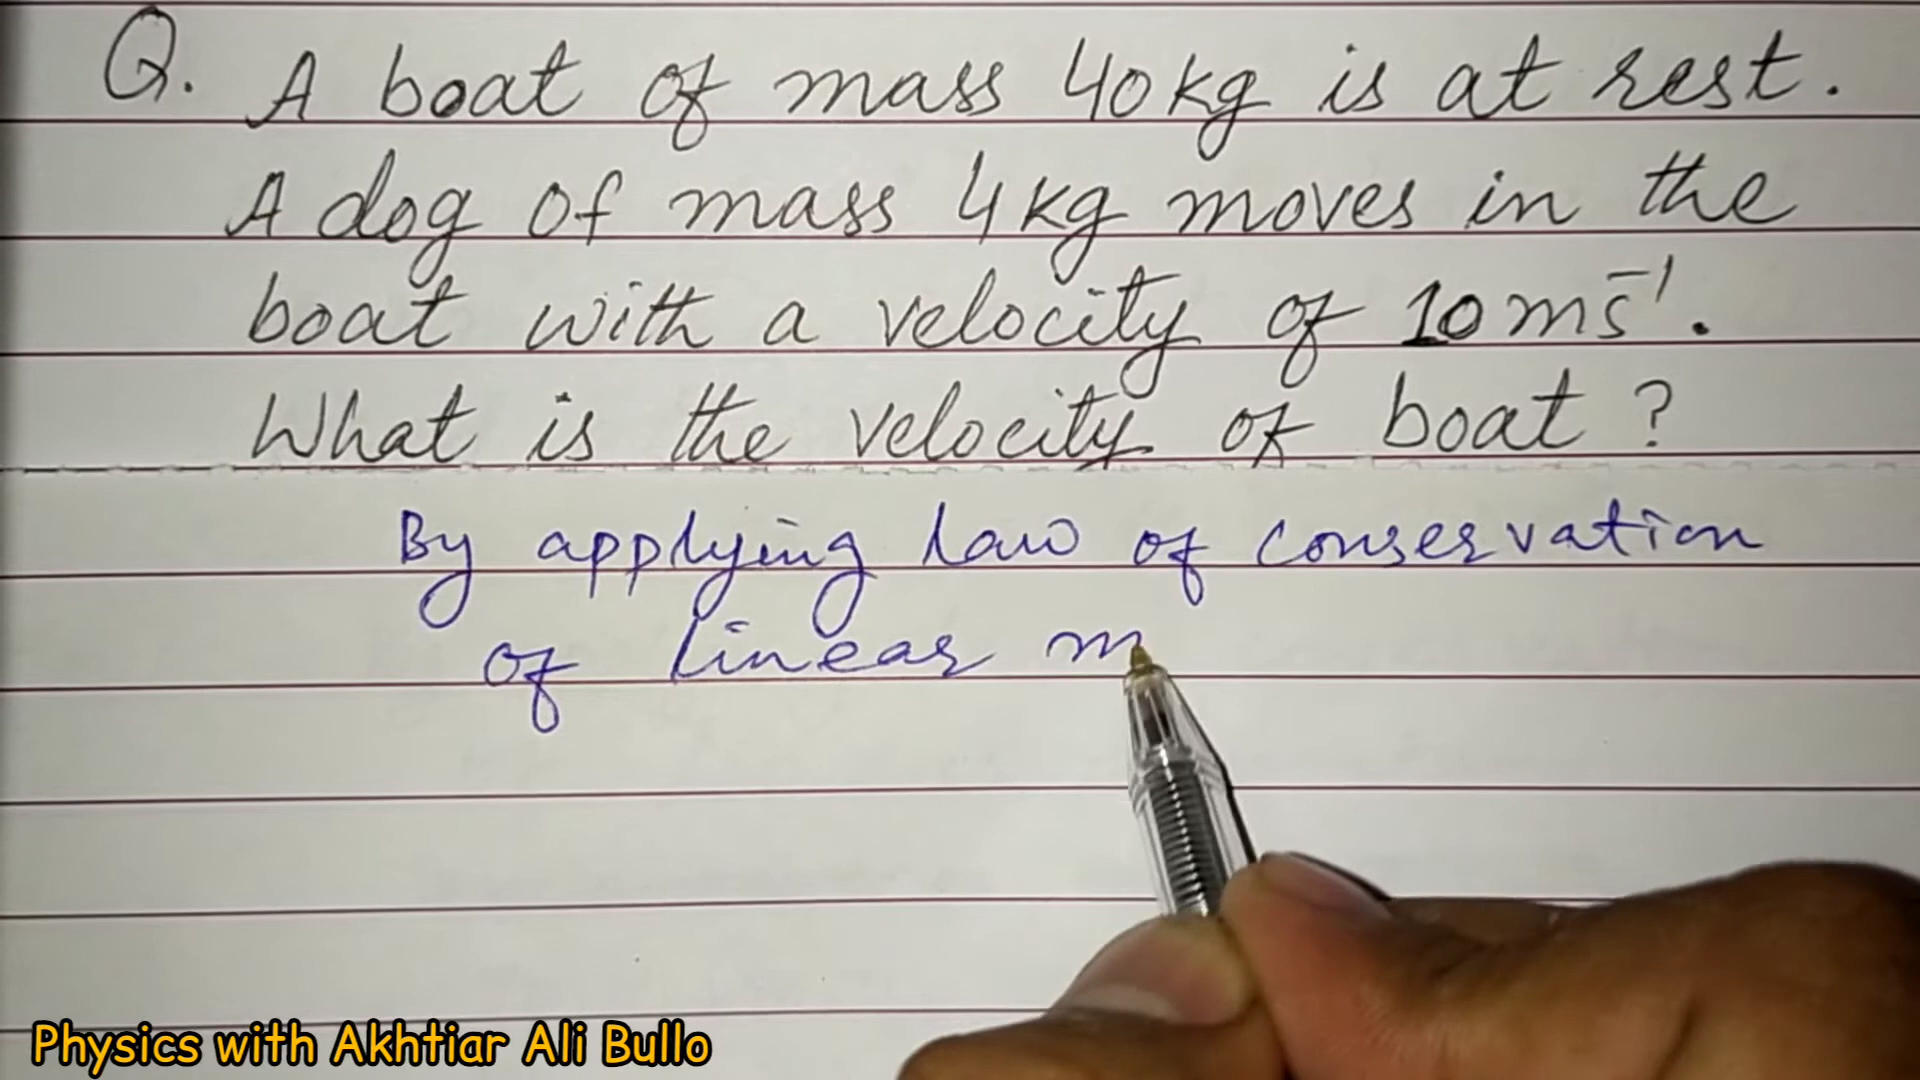 Q. A boat of mass 40kg is at rest.
A dog of mass 4kg moves in the
boat with a velocity of 10ms⁻¹.
What is the velocity of boat?
By applying law of conservation
of linear m
Physics with Akhtiar Ali Bullo